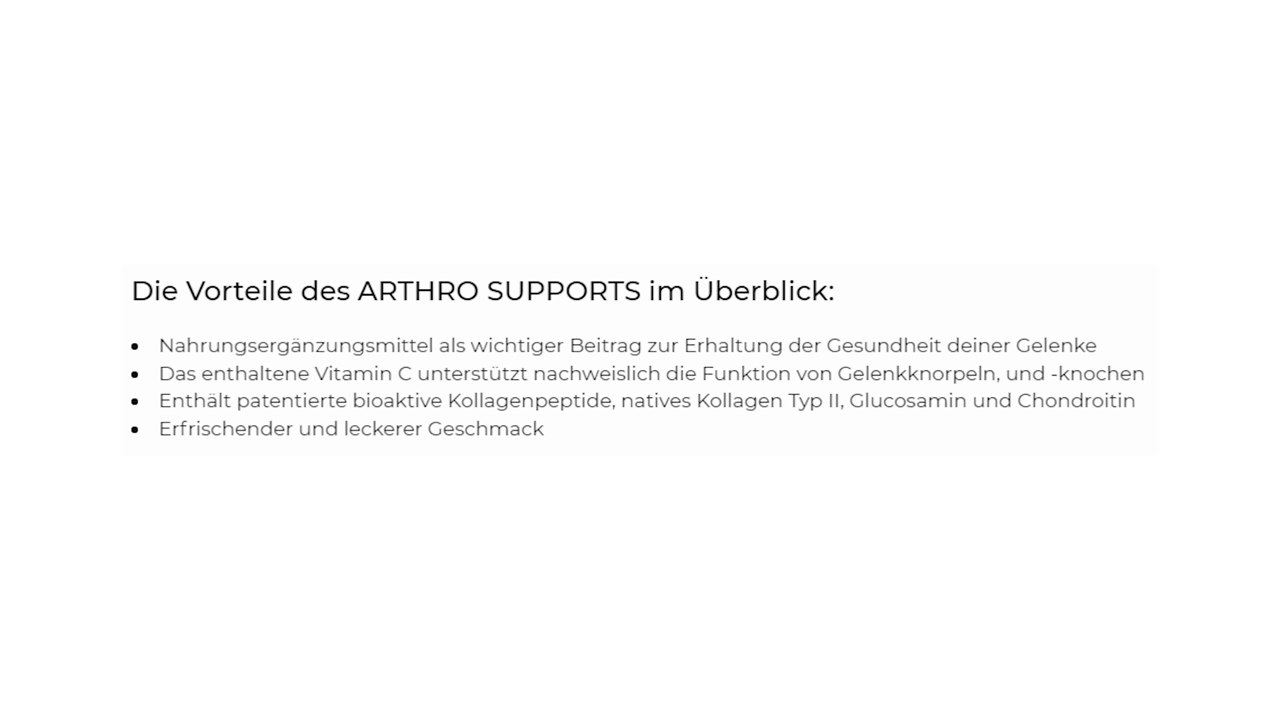 Die Vorteile des ARTHRO SUPPORTS im Überblick:
• Nahrungsergänzungsmittel als wichtiger Beitrag zur Erhaltung der Gesundheit deiner Gelenke
• Das enthaltene Vitamin C unterstützt nachweislich die Funktion von Gelenkknorpeln, und -knochen
• Enthält patentierte bioaktive Kollagenpeptide, natives Kollagen Typ II, Glucosamin und Chondroitin
• Erfrischender und leckerer Geschmack